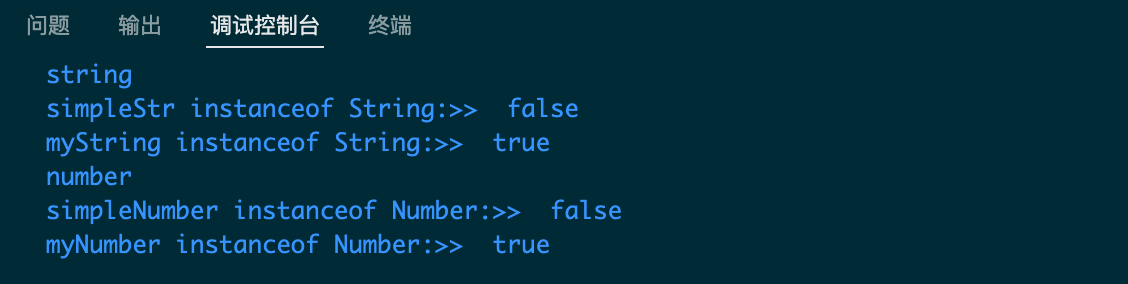 问题 输出 调试控制台 终端
string
simpleStr instanceof String:>>  false
myString instanceof String:>>  true
number
simpleNumber instanceof Number:>>  false
myNumber instanceof Number:>>  true